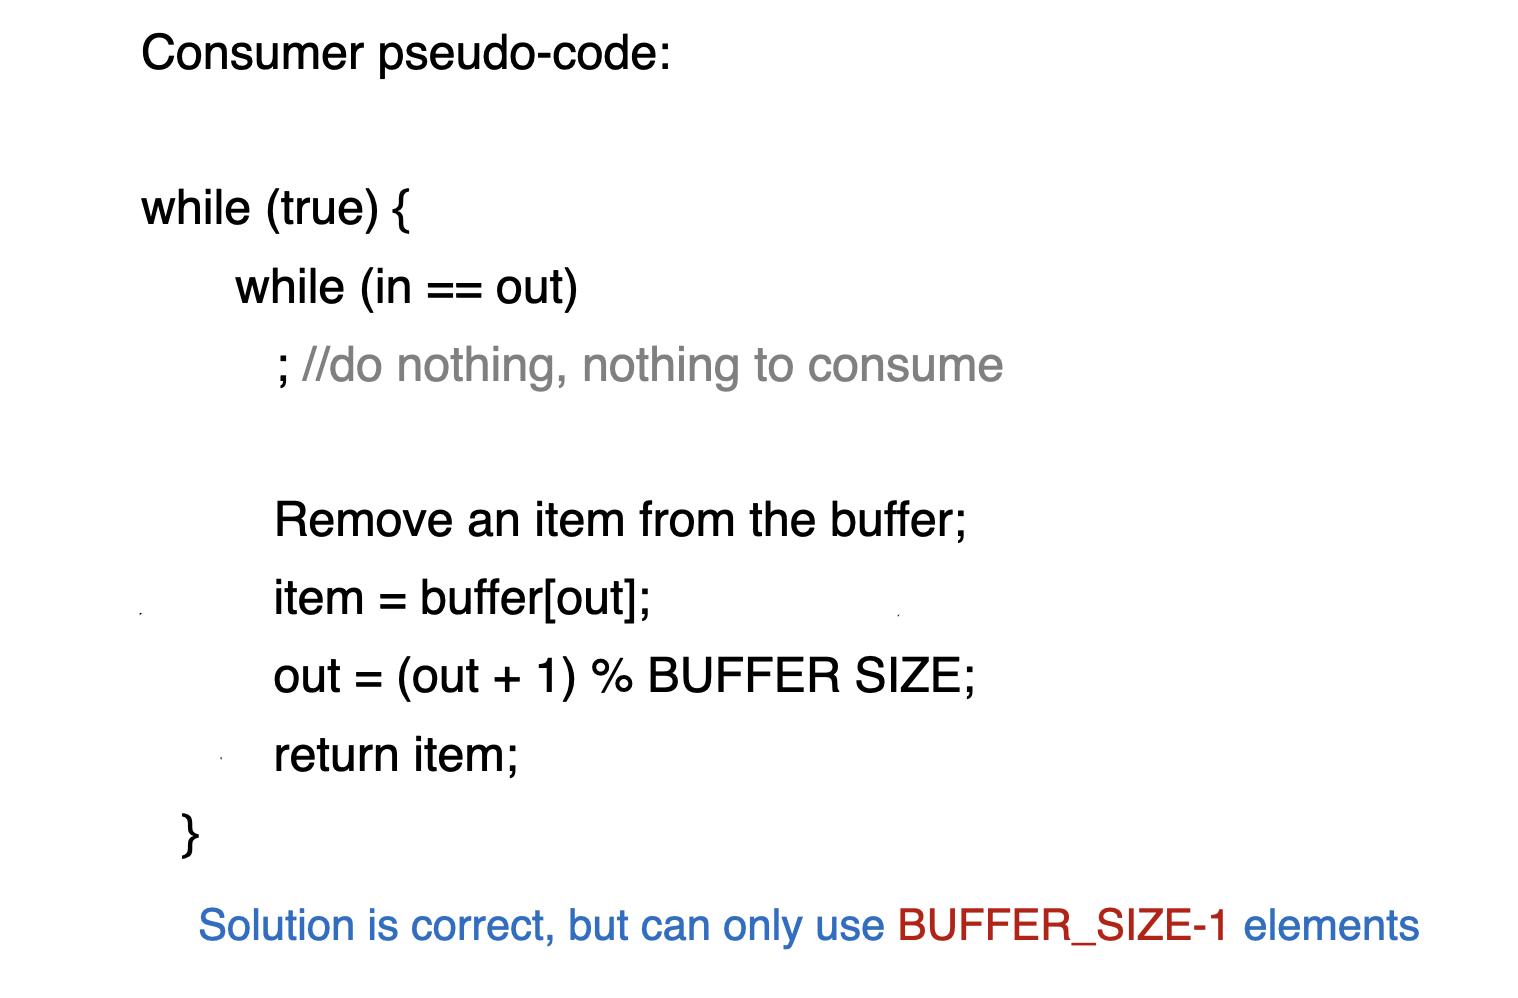 Consumer pseudo-code:
while (true) {
while (in == out)
; //do nothing, nothing to consume
Remove an item from the buffer;
item = buffer[out];
out = (out + 1) % BUFFER SIZE;
return item;
}
Solution is correct, but can only use BUFFER_SIZE-1 elements